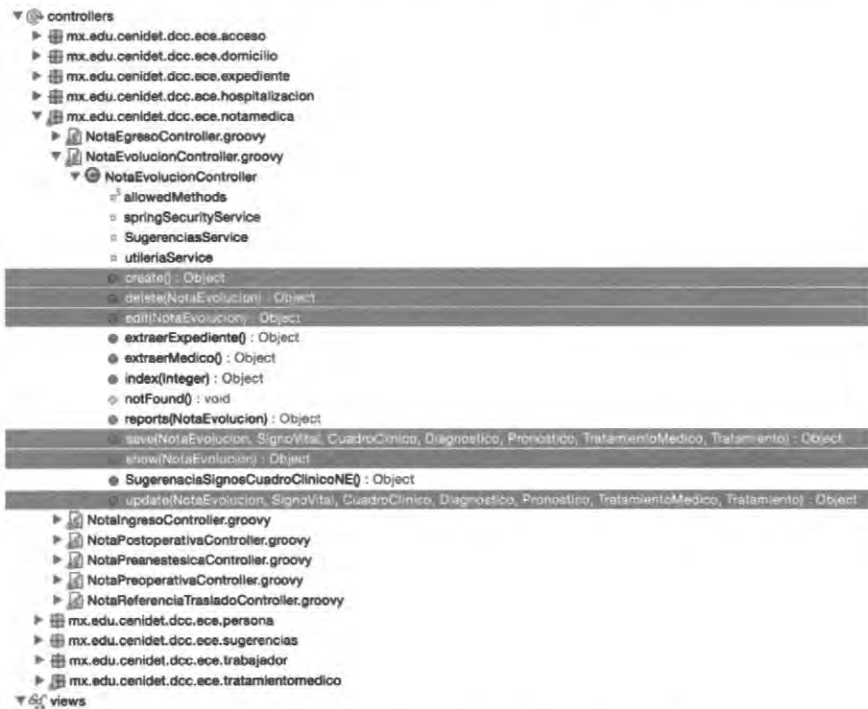 controllers
mx.edu.cenidet.dcc.ece.acceso
mx.edu.cenidet.dcc.ece.domicilio
mx.edu.cenidet.dcc.ece.expediente
mx.edu.cenidet.dcc.ece.hospitalizacion
mx.edu.cenidet.dcc.ece.notamedica
NotaEgresoController.groovy
NotaEvolucionController.groovy
NotaEvolucionController
allowedMethods
springSecurityService
SugerenciasService
utileriaService
create() : Object
delete(NotaEvolucion) : Object
edit(NotaEvolucion) : Object
extraerExpediente() : Object
extraerMedico() : Object
index(Integer) : Object
notFound() : void
reports(NotaEvolucion) : Object
save(NotaEvolucion, SignoVital, CuadroClinico, Diagnostico, Pronostico, TratamientoMedico, Tratamiento) : Object
show(NotaEvolucion) : Object
SugerenaciaSignosCuadroClinicoNE() : Object
update(NotaEvolucion, SignoVital, CuadroClinico, Diagnostico, Pronostico, TratamientoMedico, Tratamiento) : Object
NotaIngresoController.groovy
NotaPostoperativaController.groovy
NotaPreanestesicaController.groovy
NotaPreoperativaController.groovy
NotaReferenciaTrasladoController.groovy
mx.edu.cenidet.dcc.ece.persona
mx.edu.cenidet.dcc.ece.sugerencias
mx.edu.cenidet.dcc.ece.trabajador
mx.edu.cenidet.dcc.ece.tratamientomedico
views